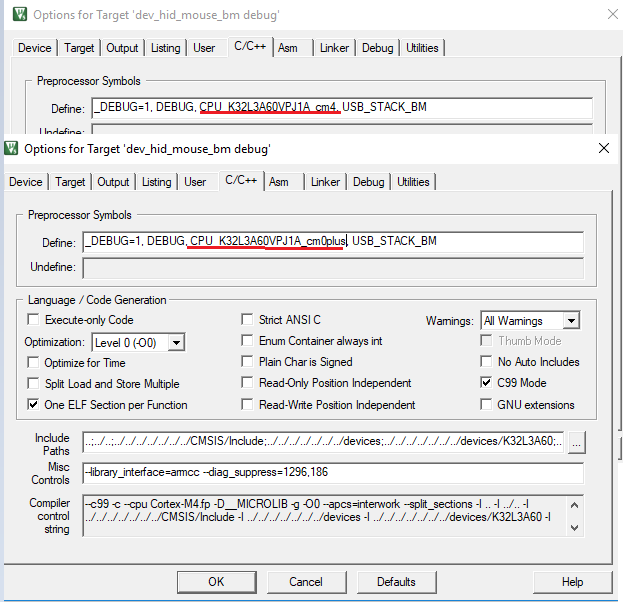 Options for Target 'dev_hid_mouse_bm debug'
Device Target Output Listing User C/C++ Asm Linker Debug Utilities
Preprocessor Symbols
Define: _DEBUG=1, DEBUG, CPU_K32L3A60VPJ1A_cm4, USB_STACK_BM
Undefine:
Options for Target 'dev_hid_mouse_bm debug'
Device Target Output Listing User C/C++ Asm Linker Debug Utilities
Preprocessor Symbols
Define: _DEBUG=1, DEBUG, CPU_K32L3A60VPJ1A_cm0plus, USB_STACK_BM
Undefine:
Language / Code Generation
Execute-only Code Strict ANSI C Warnings: All Warnings
Optimization: Level 0 (-O0) Enum Container always int Thumb Mode
Optimize for Time Plain Char is Signed No Auto Includes
Split Load and Store Multiple Read-Only Position Independent C99 Mode
One ELF Section per Function Read-Write Position Independent GNU extensions
Include Paths ..;../..;../../../../../../../CMSIS/Include;../../../../../../../devices;../../../../../../../devices/K32L3A60;.. ...
Misc Controls --library_interface=armcc --diag_suppress=1296,186
Compiler control string --c99 -c --cpu Cortex-M4.fp -D__MICROLIB -g -O0 --apcs=interwork --split_sections -I .. -I ../.. -I
../../../../../../../CMSIS/Include -I ../../../../../../../devices -I ../../../../../../../devices/K32L3A60 -I
OK Cancel Defaults Help